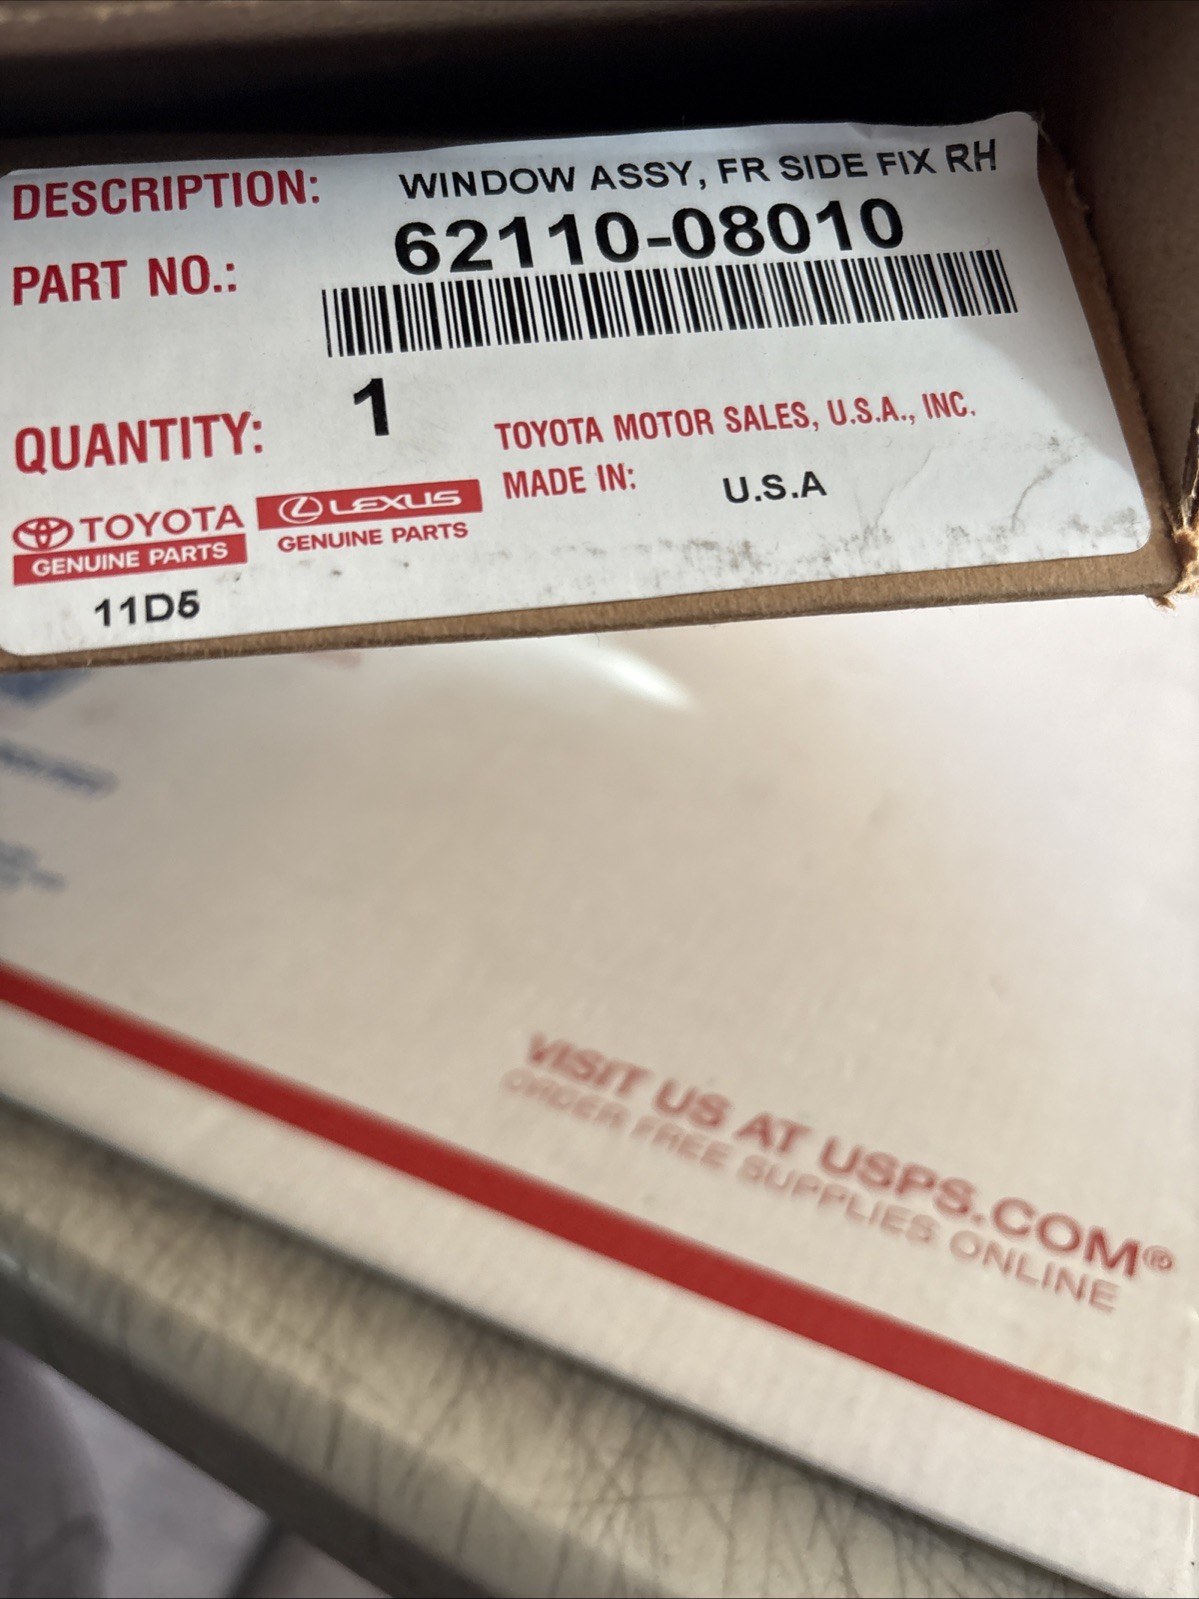 DESCRIPTION: WINDOW ASSY, FR SIDE FIX RH
PART NO.: 62110-08010
QUANTITY: 1
TOYOTA MOTOR SALES, U.S.A., INC.
MADE IN: U.S.A
TOYOTA
GENUINE PARTS
LEXUS
GENUINE PARTS
11D5
VISIT US AT USPS.COM®
ORDER FREE SUPPLIES ONLINE